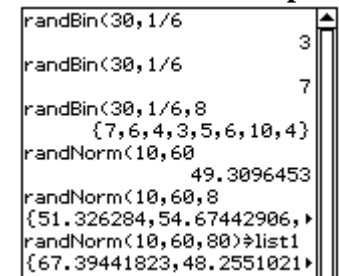 randBin(30,1/6
3
randBin(30,1/6
7
randBin(30,1/6,8
{7,6,4,3,5,6,10,4}
randNorm(10,60
49.3096453
randNorm(10,60,8
{51.326284,54.67442906,▶
randNorm(10,60,80)➔list1
{67.39441823,48.2551021▶